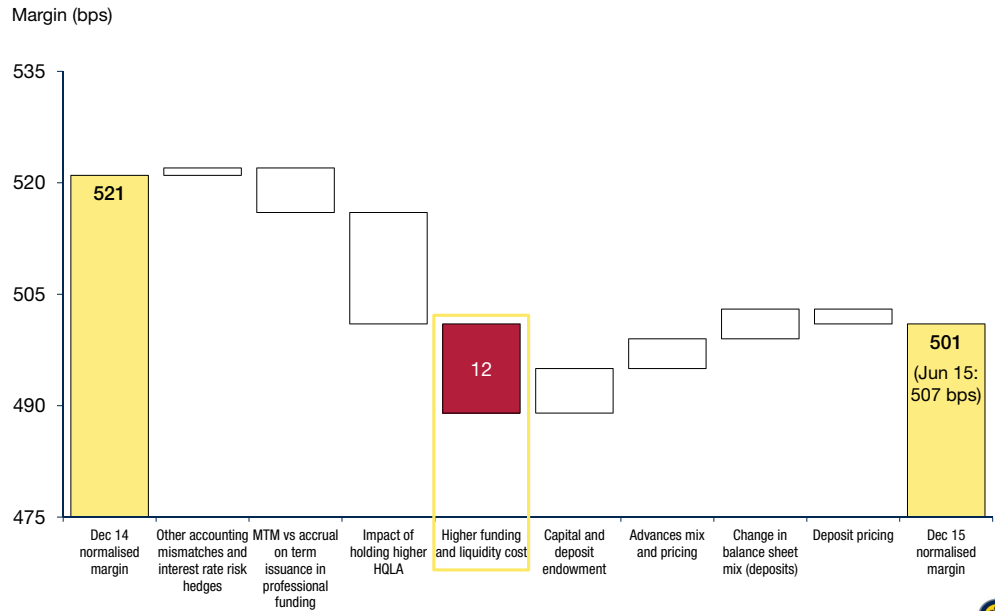 Margin (bps)
535
520
505
490
475
521
12
501
(Jun 15:
507 bps)
Dec 14
normalised
margin
Other accounting
mismatches and
interest rate risk
hedges
MTM vs accrual
on term
issuance in
professional
funding
Impact of
holding higher
HQLA
Higher funding
and liquidity cost
Capital and
deposit
endowment
Advances mix
and pricing
Change in
balance sheet
mix (deposits)
Deposit pricing
Dec 15
normalised
margin